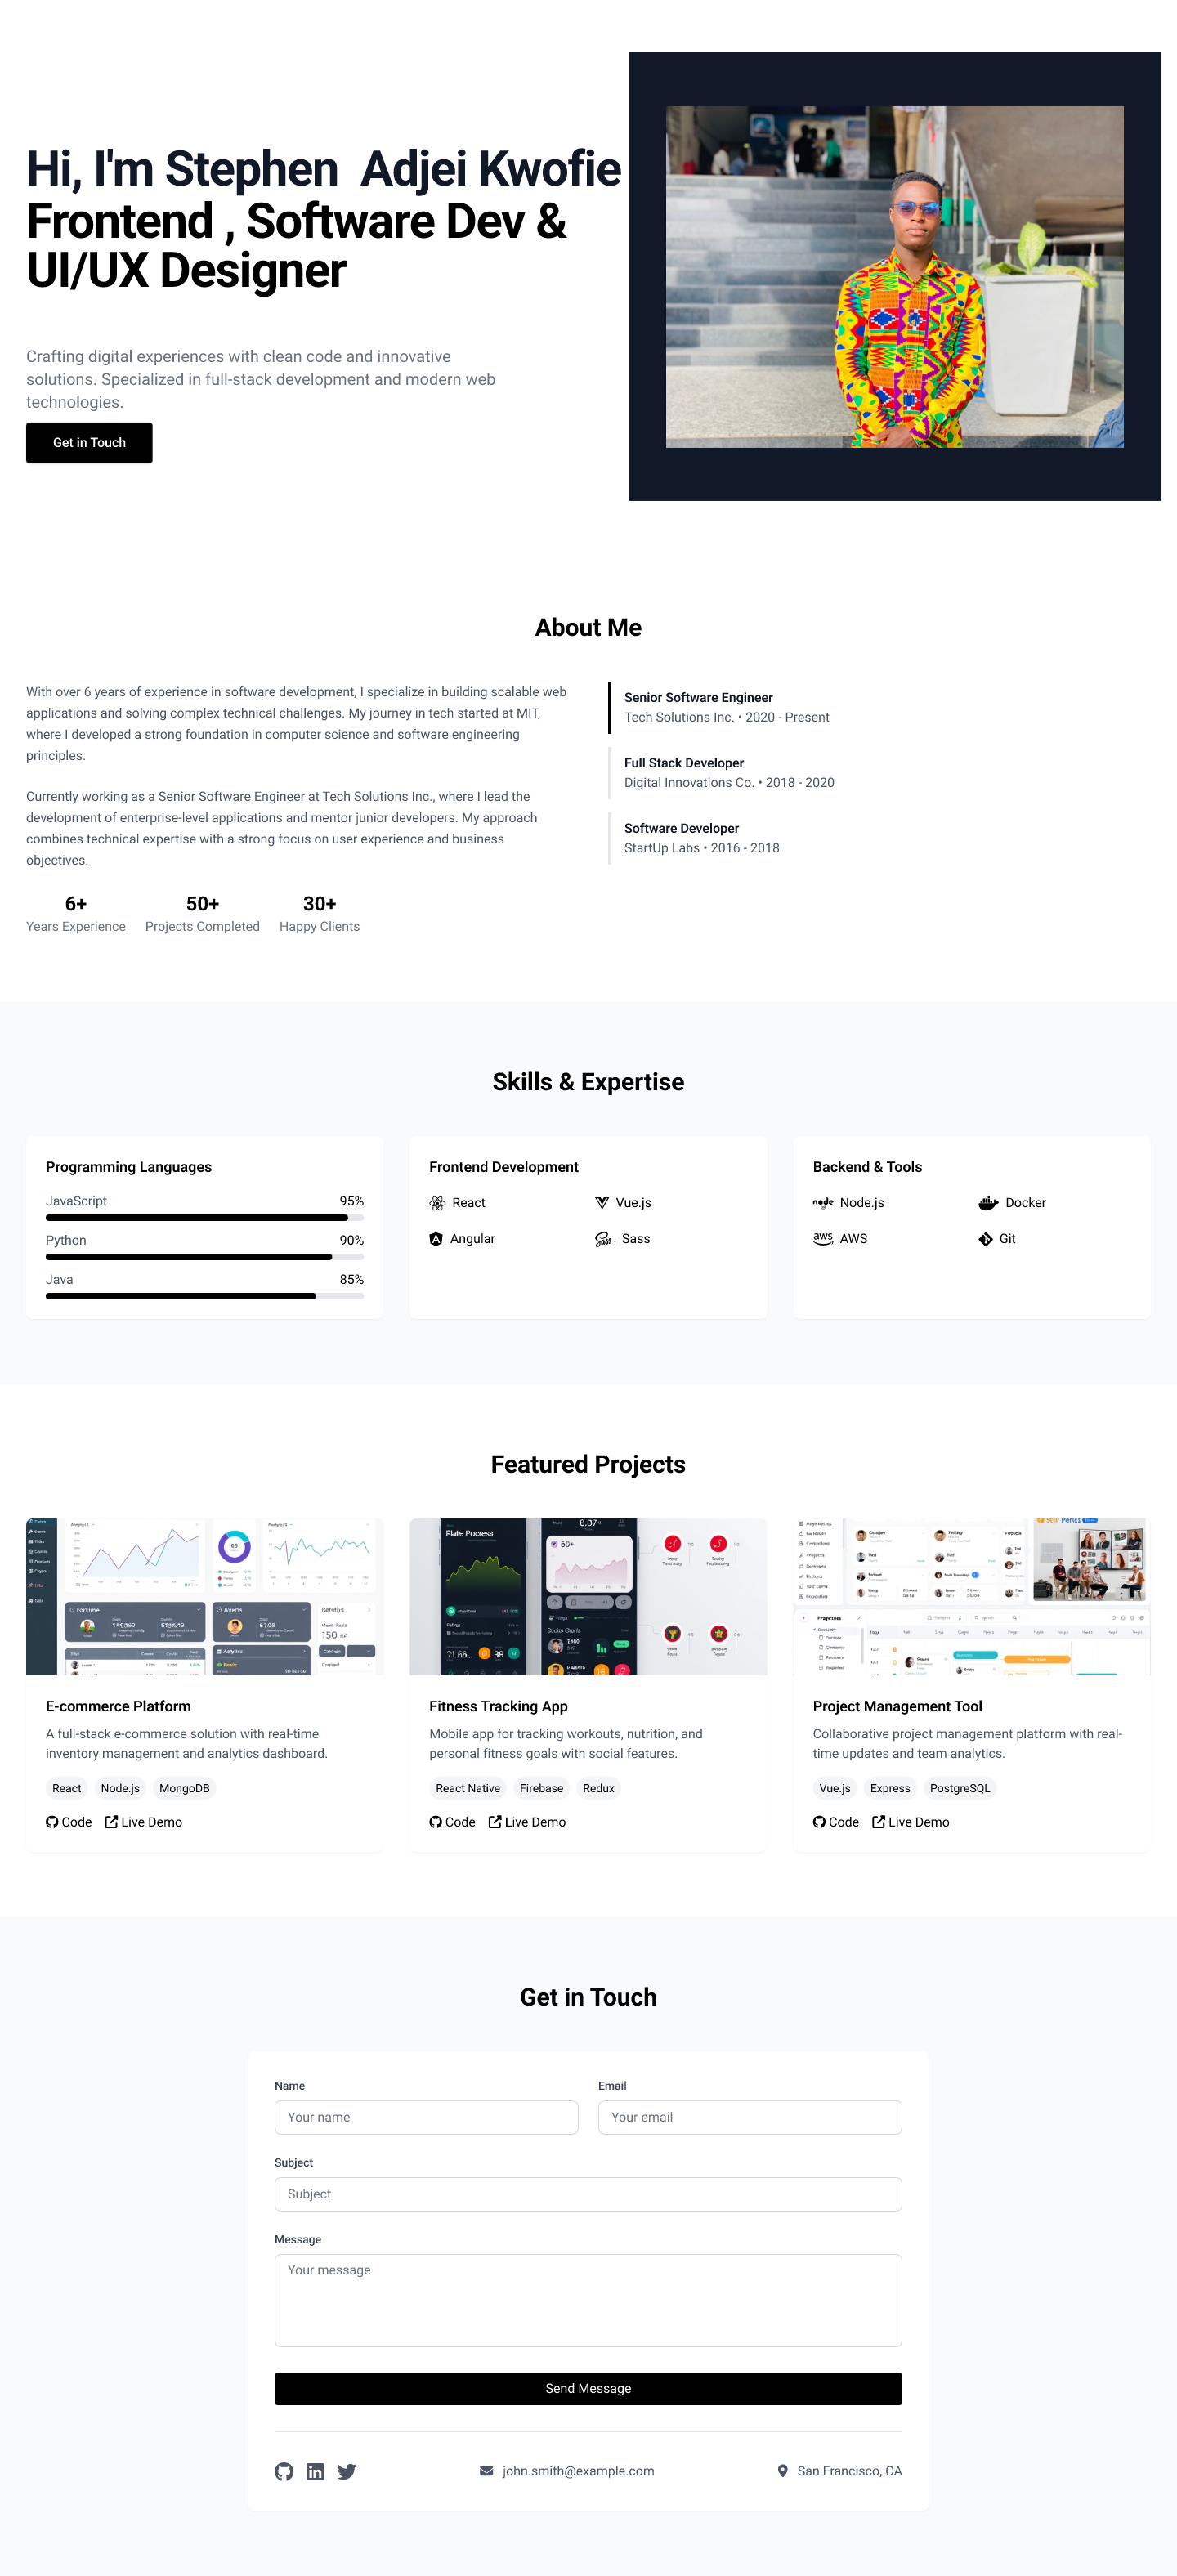 Hi, I'm Stephen  Adjei Kwofie
Frontend , Software Dev &
UI/UX Designer
Crafting digital experiences with clean code and innovative
solutions. Specialized in full-stack development and modern web
technologies.
Get in Touch
About Me
With over 6 years of experience in software development, I specialize in building scalable web
applications and solving complex technical challenges. My journey in tech started at MIT,
where I developed a strong foundation in computer science and software engineering
principles.
Currently working as a Senior Software Engineer at Tech Solutions Inc., where I lead the
development of enterprise-level applications and mentor junior developers. My approach
combines technical expertise with a strong focus on user experience and business
objectives.
6+
Years Experience
50+
Projects Completed
30+
Happy Clients
Senior Software Engineer
Tech Solutions Inc. • 2020 - Present
Full Stack Developer
Digital Innovations Co. • 2018 - 2020
Software Developer
StartUp Labs • 2016 - 2018
Skills & Expertise
Programming Languages
JavaScript 95%
Python 90%
Java 85%
Frontend Development
React Vue.js
Angular Sass
Backend & Tools
Node.js Docker
aws AWS Git
Featured Projects
E-commerce Platform
A full-stack e-commerce solution with real-time
inventory management and analytics dashboard.
React Node.js MongoDB
Code Live Demo
Plate Pocress
8.07
50+
Fitness Tracking App
Mobile app for tracking workouts, nutrition, and
personal fitness goals with social features.
React Native Firebase Redux
Code Live Demo
Project Management Tool
Collaborative project management platform with real-
time updates and team analytics.
Vue.js Express PostgreSQL
Code Live Demo
Get in Touch
Name Email
Your name Your email
Subject
Subject
Message
Your message
Send Message
john.smith@example.com
San Francisco, CA